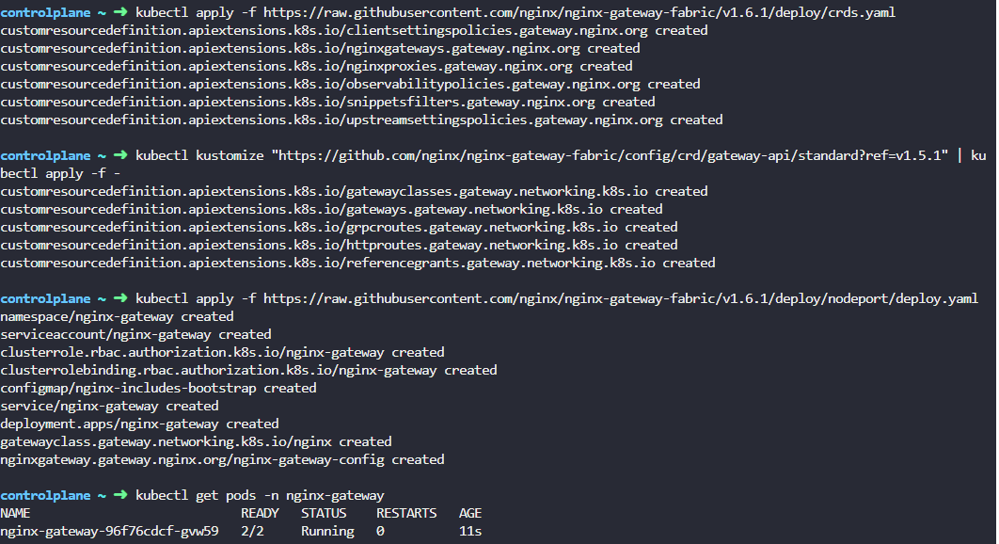 controlplane ~ ➜ kubectl apply -f https://raw.githubusercontent.com/nginx/nginx-gateway-fabric/v1.6.1/deploy/crds.yaml
customresourcedefinition.apiextensions.k8s.io/clientsettingspolicies.gateway.nginx.org created
customresourcedefinition.apiextensions.k8s.io/nginxgateways.gateway.nginx.org created
customresourcedefinition.apiextensions.k8s.io/nginxproxies.gateway.nginx.org created
customresourcedefinition.apiextensions.k8s.io/observabilitypolicies.gateway.nginx.org created
customresourcedefinition.apiextensions.k8s.io/snippetsfilters.gateway.nginx.org created
customresourcedefinition.apiextensions.k8s.io/upstreamsettingspolicies.gateway.nginx.org created
controlplane ~ ➜ kubectl kustomize "https://github.com/nginx/nginx-gateway-fabric/config/crd/gateway-api/standard?ref=v1.5.1" | ku
bectl apply -f -
customresourcedefinition.apiextensions.k8s.io/gatewayclasses.gateway.networking.k8s.io created
customresourcedefinition.apiextensions.k8s.io/gateways.gateway.networking.k8s.io created
customresourcedefinition.apiextensions.k8s.io/grpcroutes.gateway.networking.k8s.io created
customresourcedefinition.apiextensions.k8s.io/httproutes.gateway.networking.k8s.io created
customresourcedefinition.apiextensions.k8s.io/referencegrants.gateway.networking.k8s.io created
controlplane ~ ➜ kubectl apply -f https://raw.githubusercontent.com/nginx/nginx-gateway-fabric/v1.6.1/deploy/nodeport/deploy.yaml
namespace/nginx-gateway created
serviceaccount/nginx-gateway created
clusterrole.rbac.authorization.k8s.io/nginx-gateway created
clusterrolebinding.rbac.authorization.k8s.io/nginx-gateway created
configmap/nginx-includes-bootstrap created
service/nginx-gateway created
deployment.apps/nginx-gateway created
gatewayclass.gateway.networking.k8s.io/nginx created
nginxgateway.gateway.nginx.org/nginx-gateway-config created
controlplane ~ ➜ kubectl get pods -n nginx-gateway
NAME READY STATUS RESTARTS AGE
nginx-gateway-96f76cdcf-gvw59 2/2 Running 0 11s